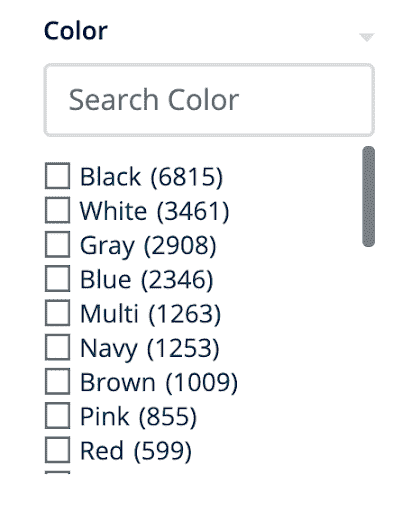 Color
Search Color
Black (6815)
White (3461)
Gray (2908)
Blue (2346)
Multi (1263)
Navy (1253)
Brown (1009)
Pink (855)
Red (599)